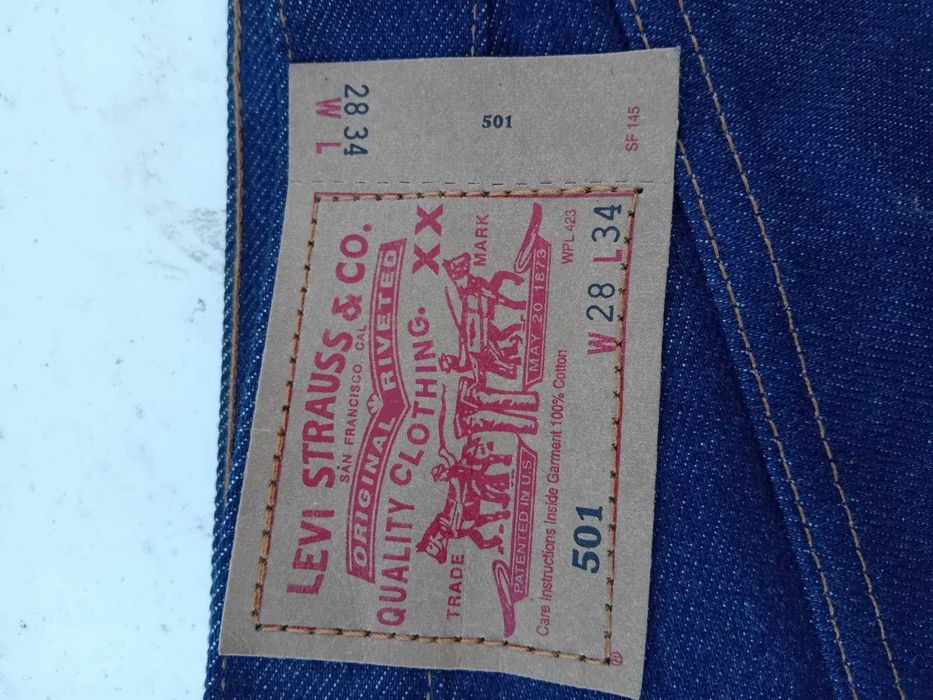 LEVI STRAUSS & CO.
SAN FRANCISCO, CAL
ORIGINAL RIVETED
QUALITY CLOTHING. XX
TRADE MARK
PATENTED IN U.S. MAY 20 1873
WPL 423
Care Instructions Inside Garment 100% Cotton
501 W 28 L 34
®
W L
28 34
501
SF 145